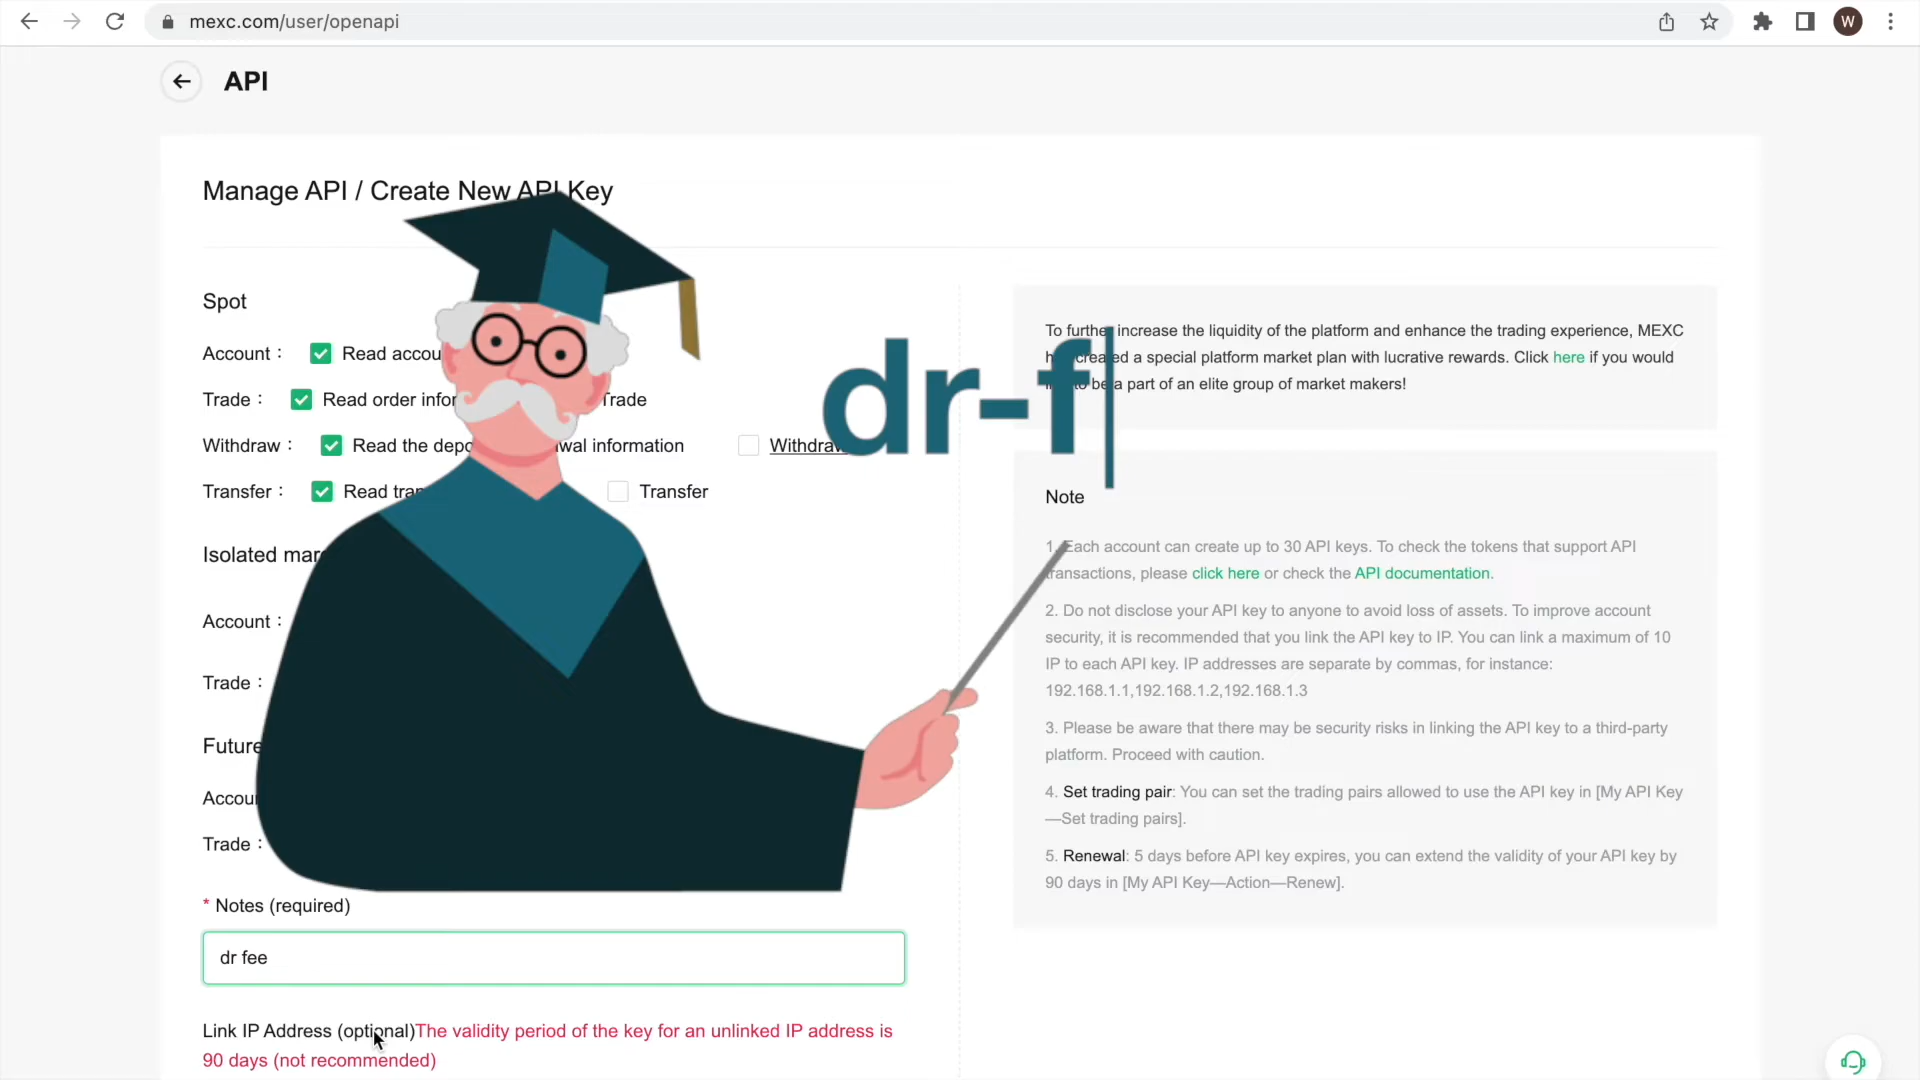 mexc.com/user/openapi
W
API
Manage API / Create New API Key
Spot
Account : Read accou
Trade : Read order infor Trade
Withdraw : Read the depo wal information Withdraw
Transfer : Read tran Transfer
Isolated mar
Account :
Trade :
Future
Accou
Trade :
* Notes (required)
dr fee
Link IP Address (optional)The validity period of the key for an unlinked IP address is
90 days (not recommended)
dr-f
To further increase the liquidity of the platform and enhance the trading experience, MEXC
created a special platform market plan with lucrative rewards. Click here if you would
to be a part of an elite group of market makers!
Note
1. Each account can create up to 30 API keys. To check the tokens that support API
transactions, please click here or check the API documentation.
2. Do not disclose your API key to anyone to avoid loss of assets. To improve account
security, it is recommended that you link the API key to IP. You can link a maximum of 10
IP to each API key. IP addresses are separate by commas, for instance:
192.168.1.1,192.168.1.2,192.168.1.3
3. Please be aware that there may be security risks in linking the API key to a third-party
platform. Proceed with caution.
4. Set trading pair: You can set the trading pairs allowed to use the API key in [My API Key
—Set trading pairs].
5. Renewal: 5 days before API key expires, you can extend the validity of your API key by
90 days in [My API Key—Action—Renew].